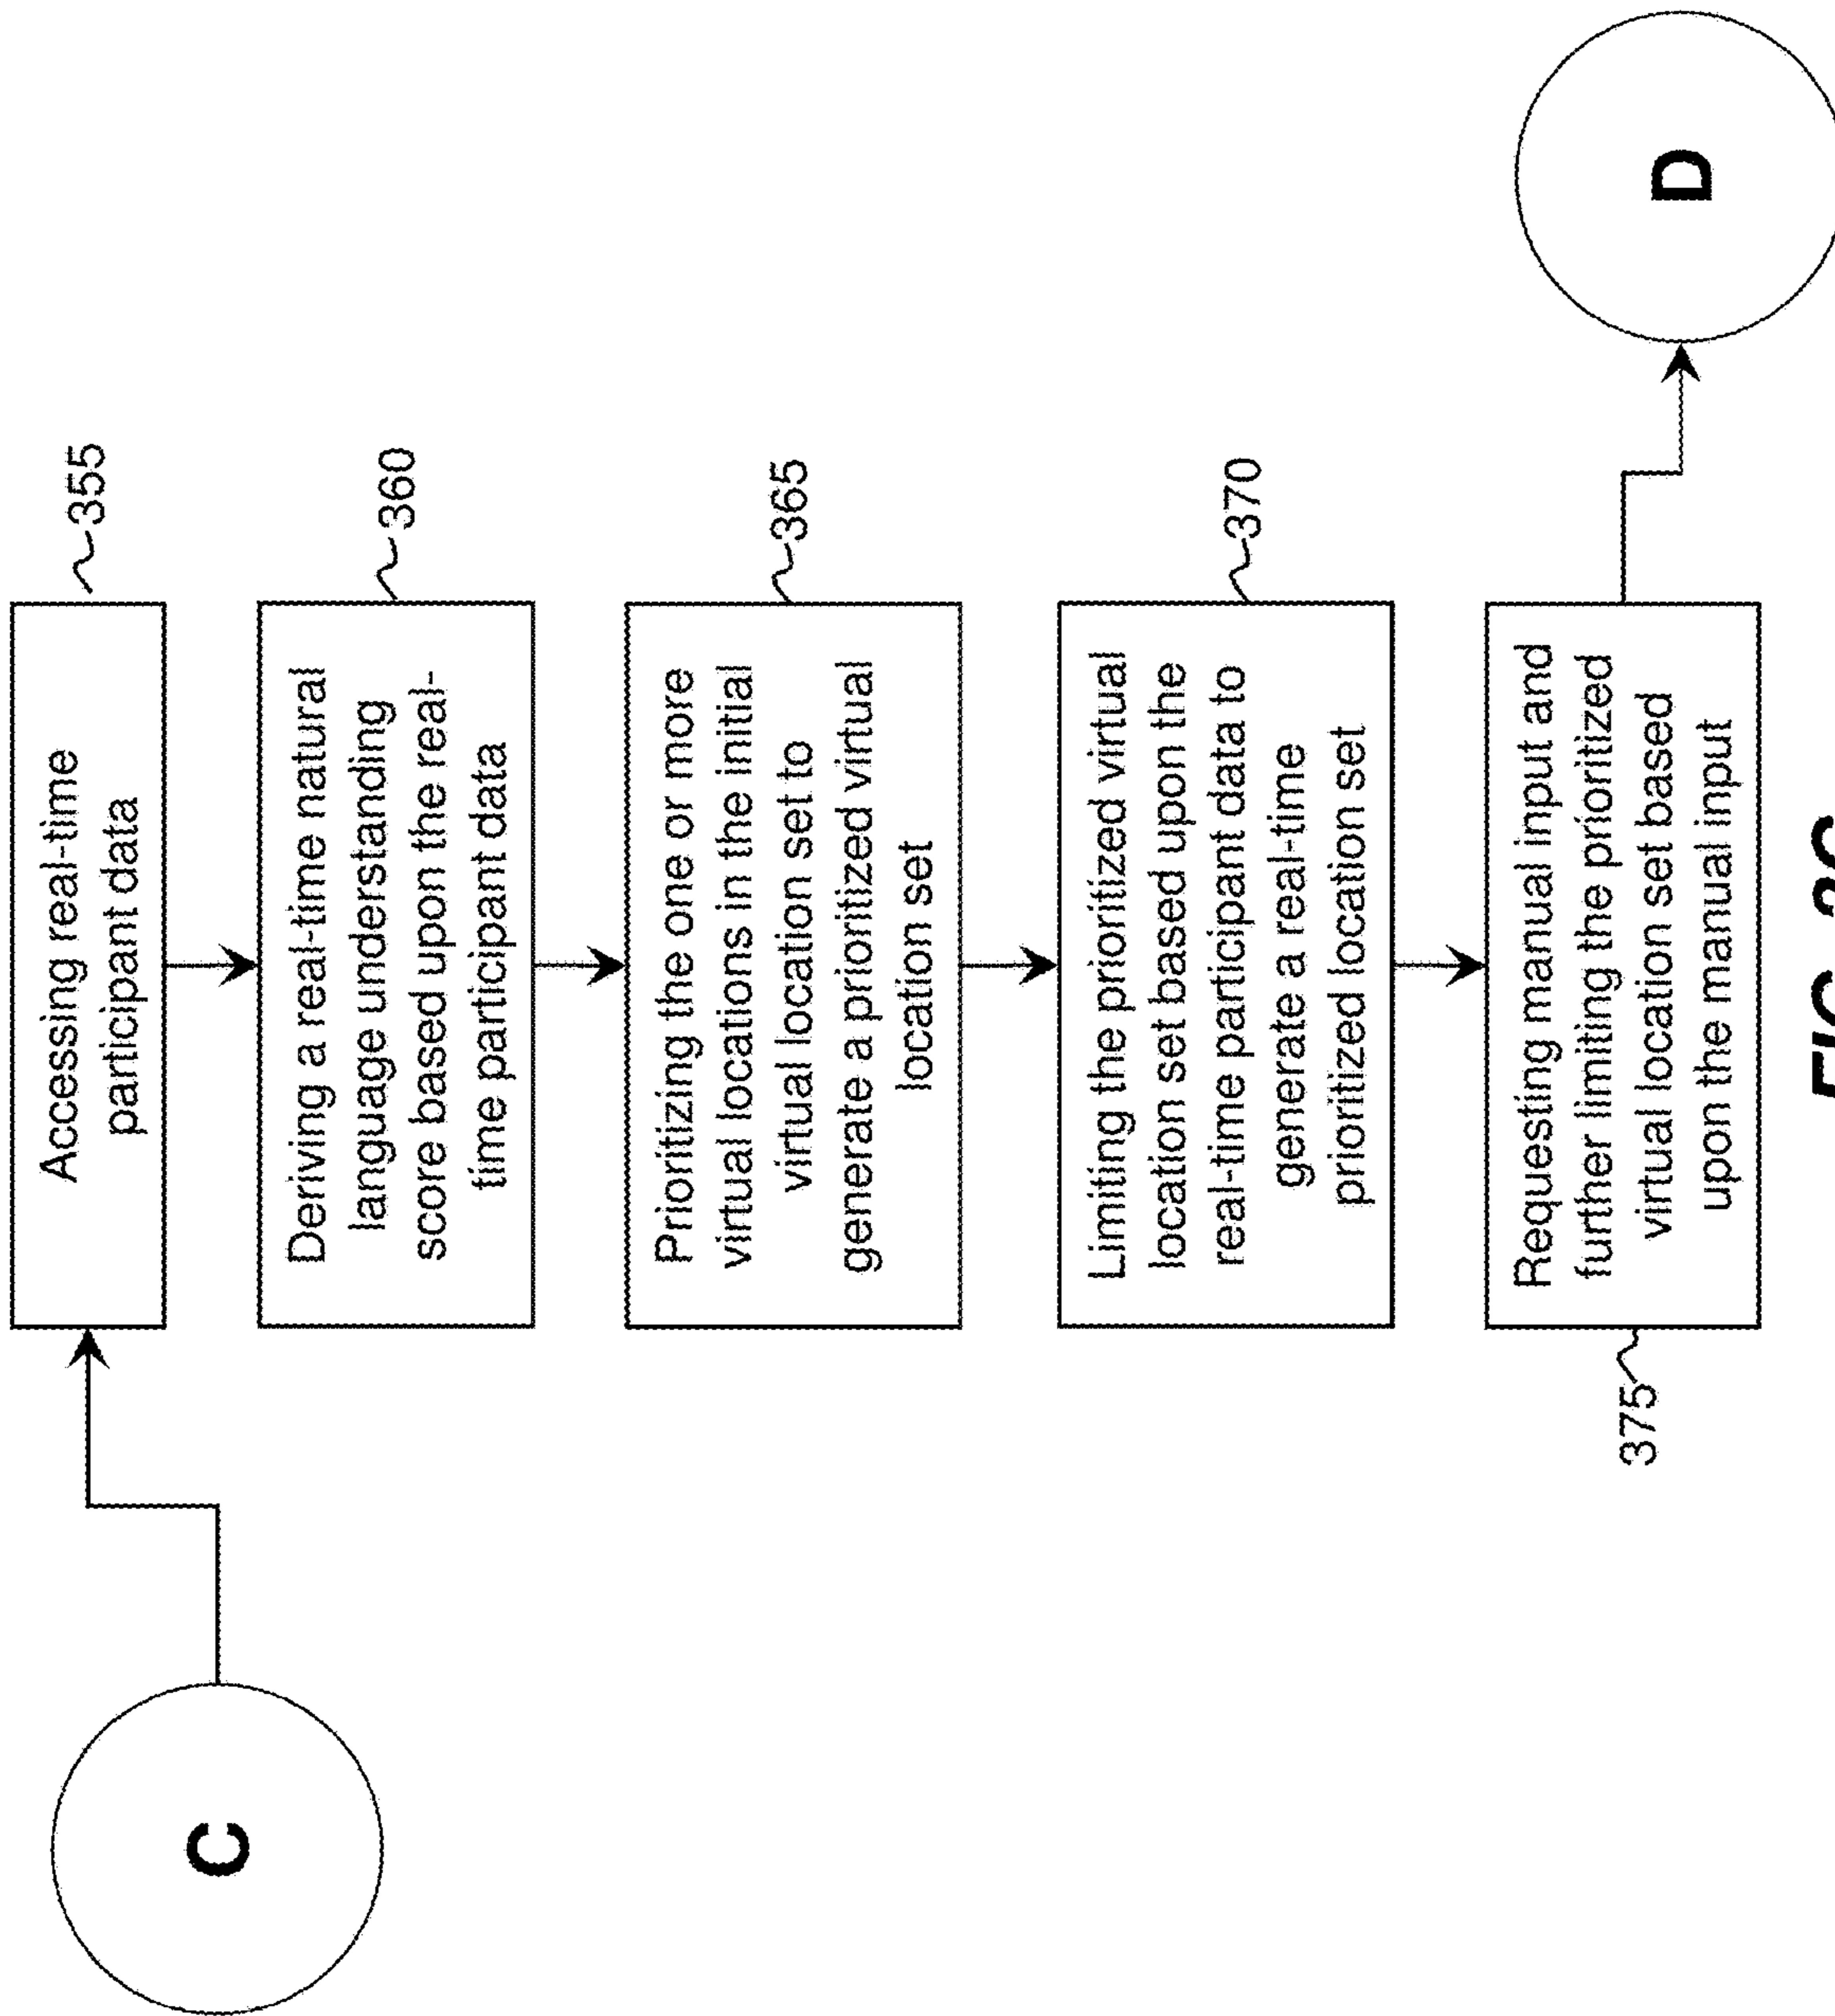 C
Accessing real-time
participant data
355
Deriving a real-time natural
language understanding
score based upon the real-
time participant data
360
Prioritizing the one or more
virtual locations in the initial
virtual location set to
generate a prioritized virtual
location set
365
Limiting the prioritized virtual
location set based upon the
real-time participant data to
generate a real-time
prioritized location set
370
Requesting manual input and
further limiting the prioritized
virtual location set based
upon the manual input
375
D
FIG.